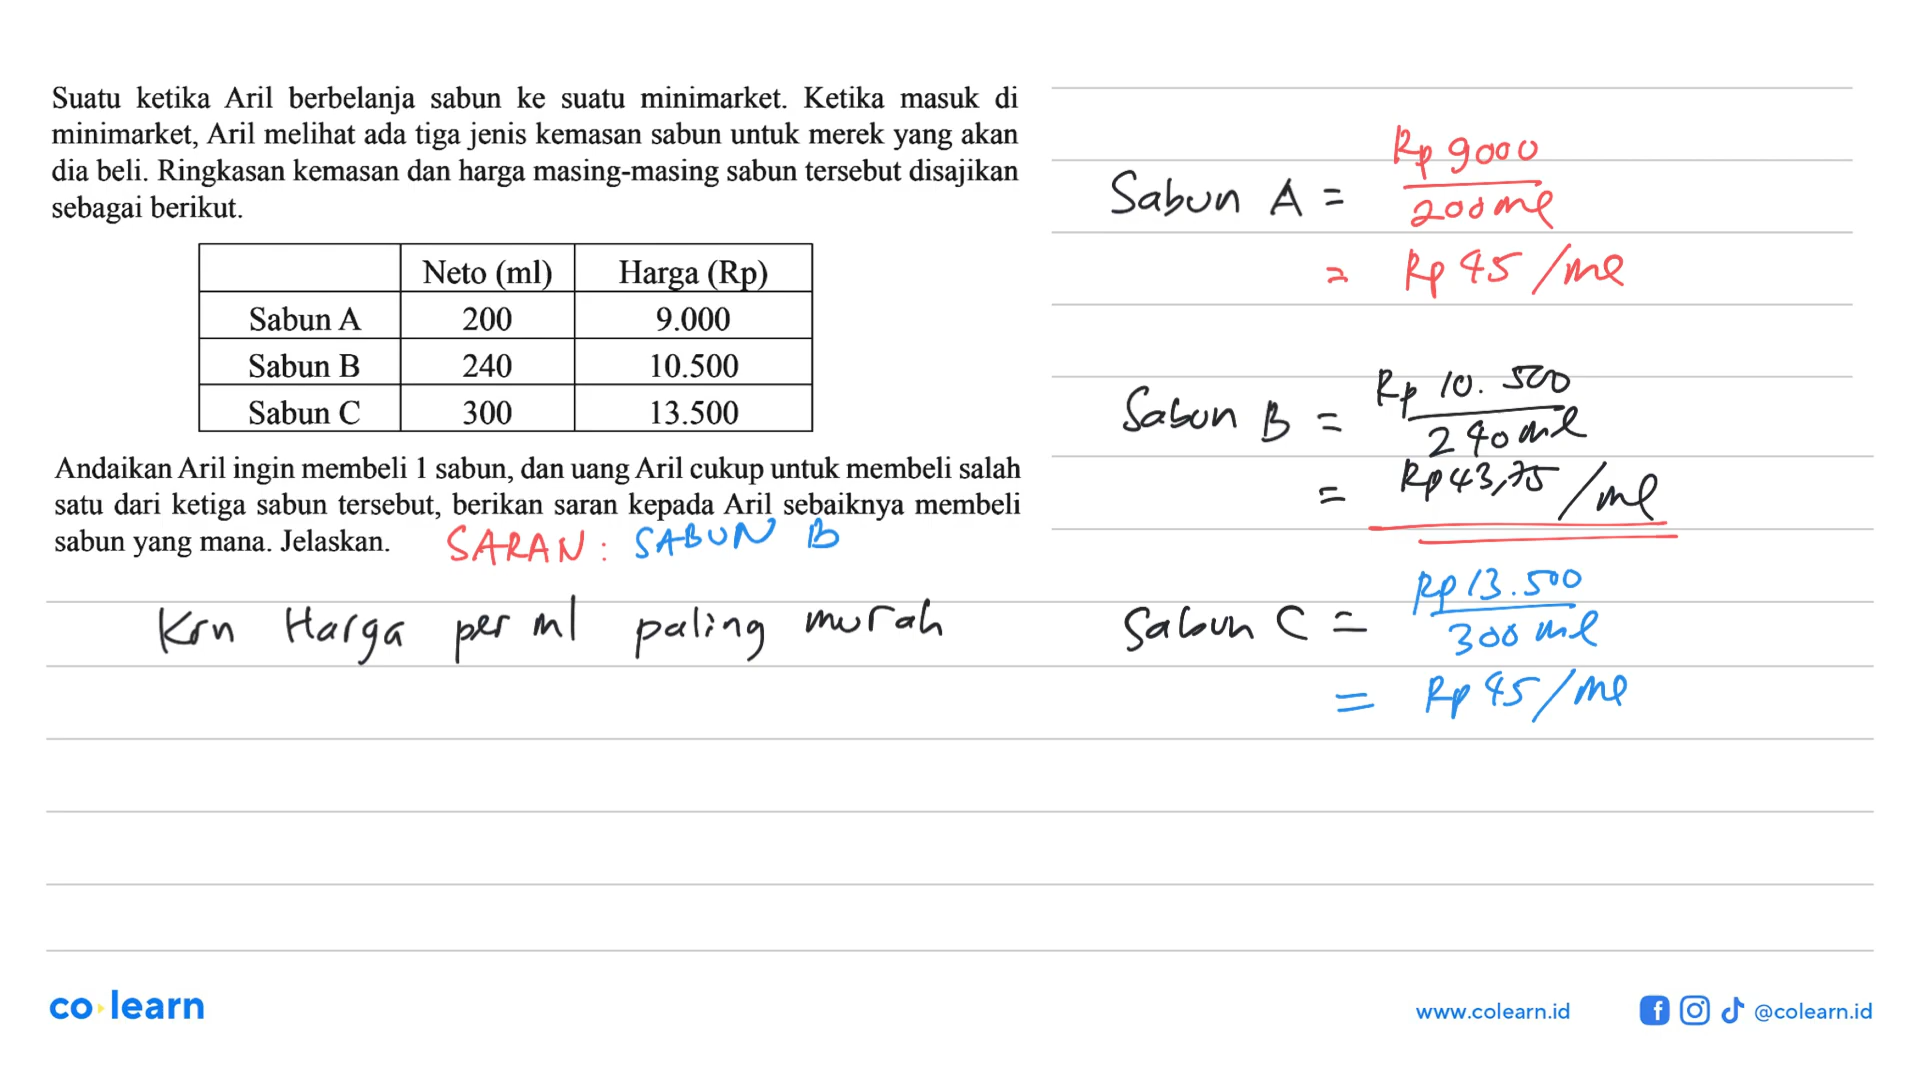 Suatu ketika Aril berbelanja sabun ke suatu minimarket. Ketika masuk di
minimarket, Aril melihat ada tiga jenis kemasan sabun untuk merek yang akan
dia beli. Ringkasan kemasan dan harga masing-masing sabun tersebut disajikan
sebagai berikut.
Neto (ml) Harga (Rp)
Sabun A 200 9.000
Sabun B 240 10.500
Sabun C 300 13.500
Andaikan Aril ingin membeli 1 sabun, dan uang Aril cukup untuk membeli salah
satu dari ketiga sabun tersebut, berikan saran kepada Aril sebaiknya membeli
sabun yang mana. Jelaskan.
SARAN : SABUN B
Krn Harga per ml paling murah
Sabun A = Rp 9000 / 200 ml
= Rp 45 /ml
Sabun B = Rp 10.500 / 240 ml
= Rp 43,75 /ml
Sabun C = Rp 13.500 / 300 ml
= Rp 45/ml
co learn
www.colearn.id
@colearn.id